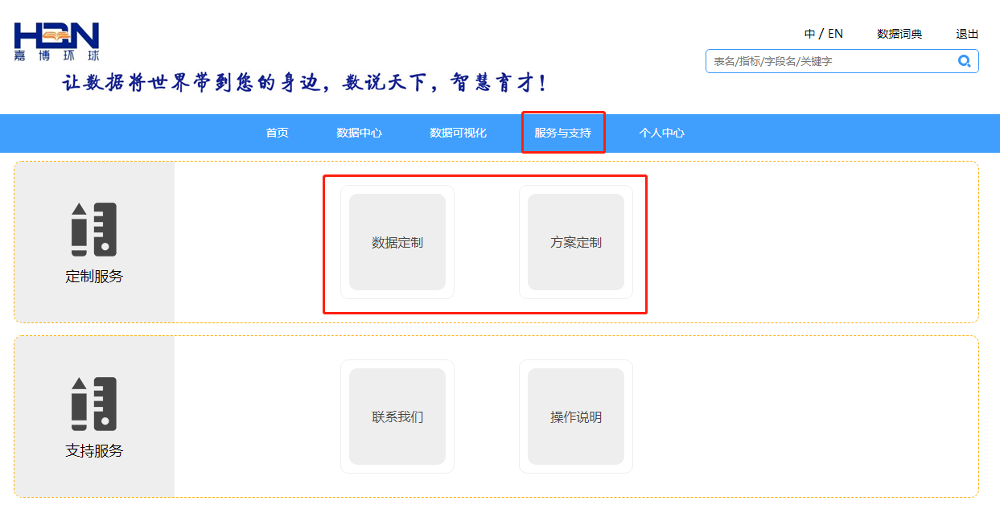 HBN
嘉博环球
让数据将世界带到您的身边，数说天下，智慧育才！
中 / EN 数据词典 退出
表名/指标/字段名/关键字
首页 数据中心 数据可视化 服务与支持 个人中心
数据定制 方案定制
定制服务
联系我们 操作说明
支持服务